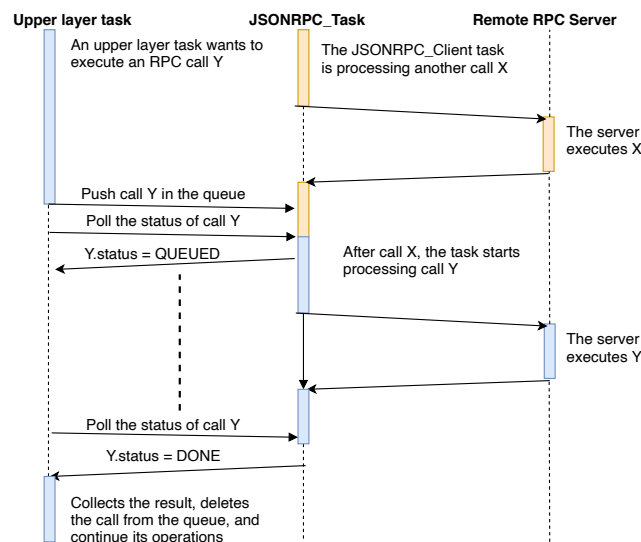 Upper layer task
JSONRPC_Task
Remote RPC Server
An upper layer task wants to
execute an RPC call Y
The JSONRPC_Client task
is processing another call X
The server
executes X
Push call Y in the queue
Poll the status of call Y
Y.status = QUEUED
After call X, the task starts
processing call Y
The server
executes Y
Poll the status of call Y
Y.status = DONE
Collects the result, deletes
the call from the queue, and
continue its operations